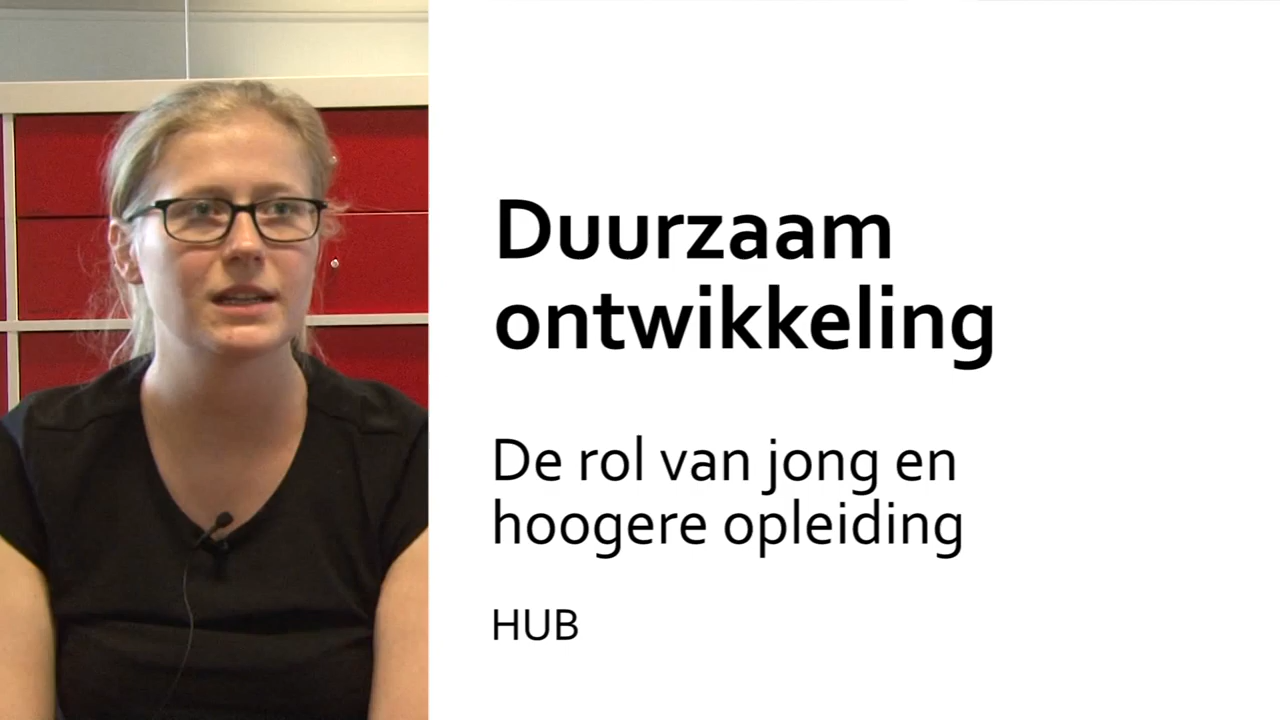 Duurzaam
ontwikkeling
De rol van jong en
hoogere opleiding
HUB